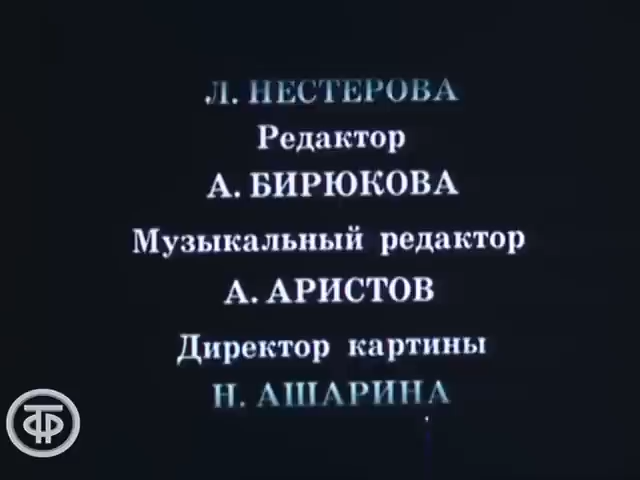 Л. НЕСТЕРОВА
Редактор
А. БИРЮКОВА
Музыкальный редактор
А. АРИСТОВ
Директор картины
Н. АШАРИНА